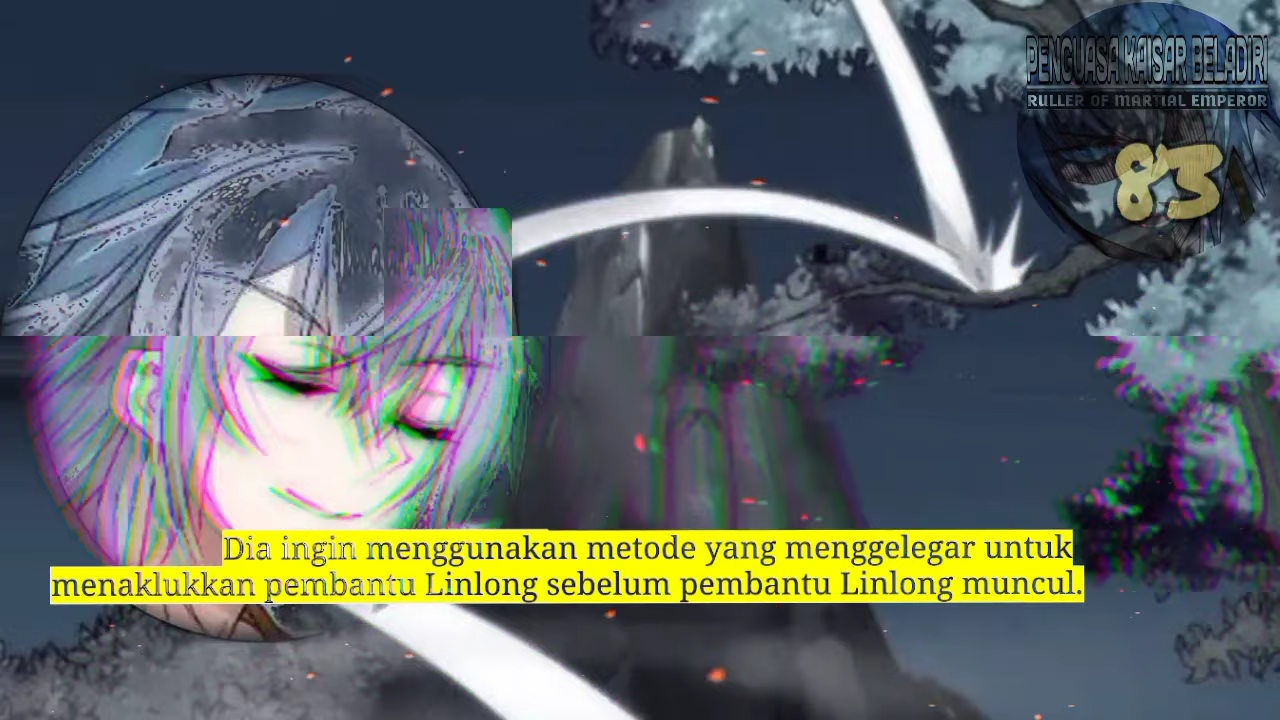 PENGUASA KAISAR BELADIRI
RULLER OF MARTIAL EMPEROR
83
Dia ingin menggunakan metode yang menggelegar untuk
menaklukkan pembantu Linlong sebelum pembantu Linlong muncul.